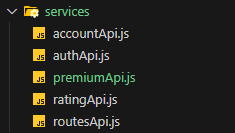 services
JS accountApi.js
JS authApi.js
JS premiumApi.js
JS ratingApi.js
JS routesApi.js